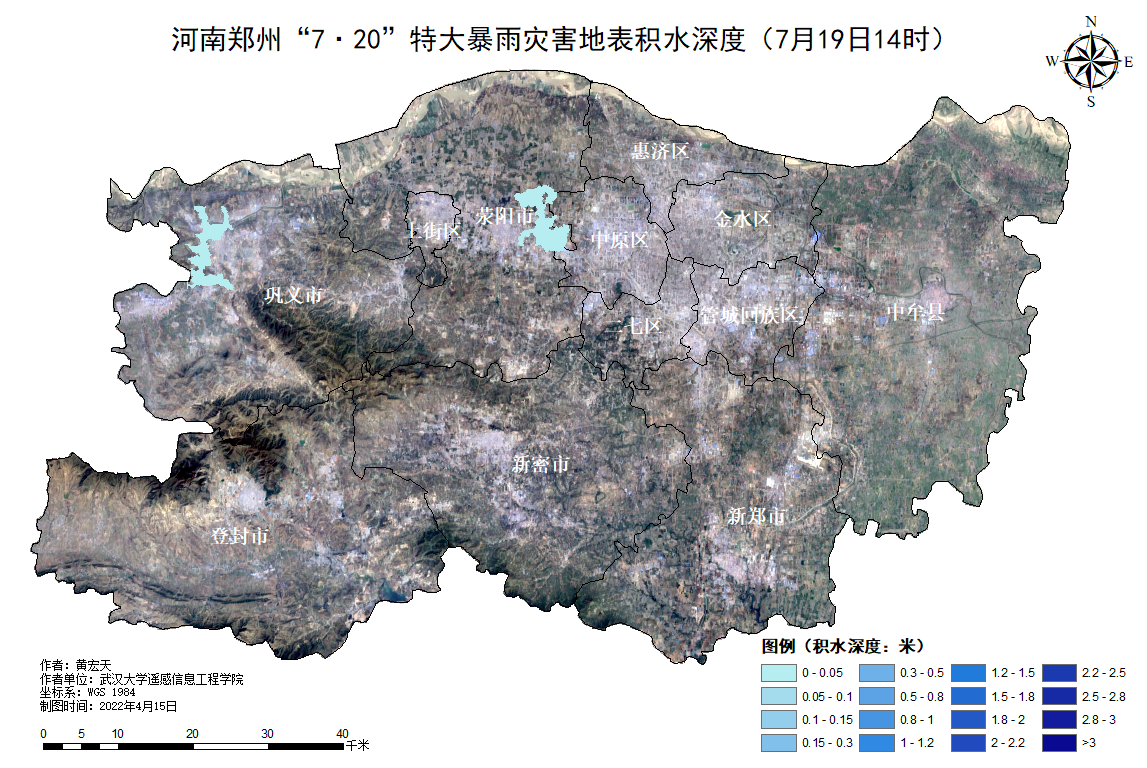 河南郑州“7·20”特大暴雨灾害地表积水深度（7月19日14时）
N
W
E
S
惠济区
荥阳市
上街区
中原区
金水区
巩义市
二七区
管城回族区
中牟县
新密市
新郑市
登封市
图例（积水深度：米）
0 - 0.05
0.05 - 0.1
0.1 - 0.15
0.15 - 0.3
0.3 - 0.5
0.5 - 0.8
0.8 - 1
1 - 1.2
1.2 - 1.5
1.5 - 1.8
1.8 - 2
2 - 2.2
2.2 - 2.5
2.5 - 2.8
2.8 - 3
>3
作者：黄宏天
作者单位：武汉大学遥感信息工程学院
坐标系：WGS 1984
制图时间：2022年4月15日
0 5 10 20 30 40
千米